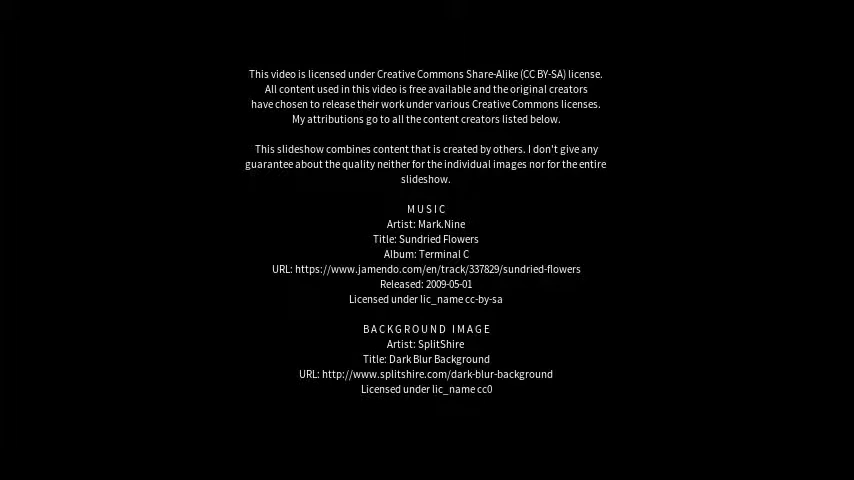 This video is licensed under Creative Commons Share-Alike (CC BY-SA) license.
All content used in this video is free available and the original creators
have chosen to release their work under various Creative Commons licenses.
My attributions go to all the content creators listed below.
This slideshow combines content that is created by others. I don't give any
guarantee about the quality neither for the individual images nor for the entire
slideshow.
MUSIC
Artist: Mark.Nine
Title: Sundried Flowers
Album: Terminal C
URL: https://www.jamendo.com/en/track/337829/sundried-flowers
Released: 2009-05-01
Licensed under lic_name cc-by-sa
BACKGROUND IMAGE
Artist: SplitShire
Title: Dark Blur Background
URL: http://www.splitshire.com/dark-blur-background
Licensed under lic_name cc0